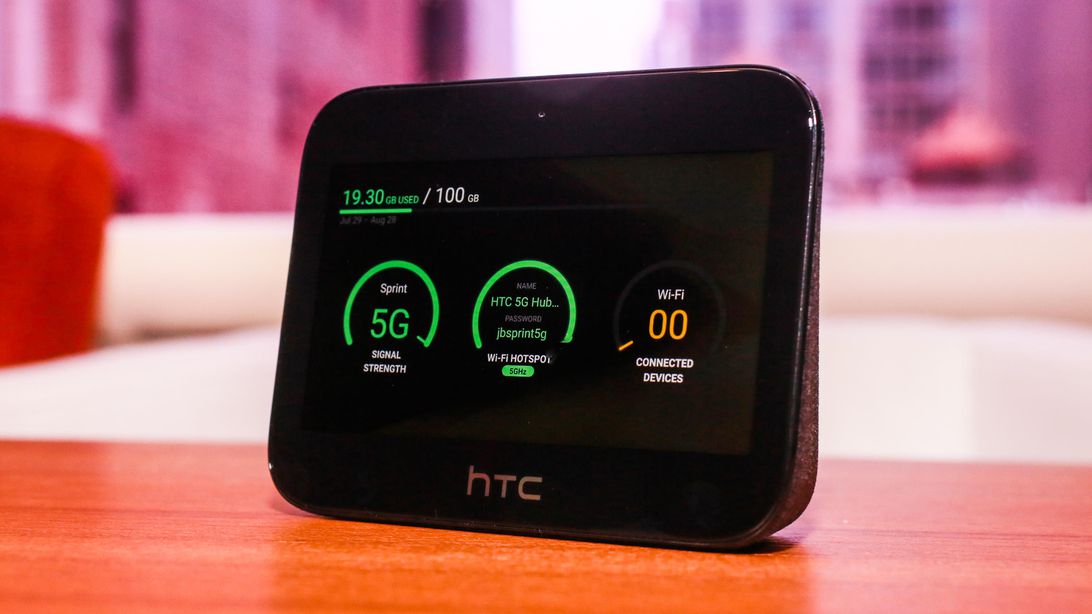 19.30 GB USED / 100 GB
Jul 29 - Aug 28
Sprint
5G
SIGNAL
STRENGTH
NAME
HTC 5G Hub...
PASSWORD
jbsprint5g
Wi-Fi HOTSPOT
5GHz
Wi-Fi
00
CONNECTED
DEVICES
hTC